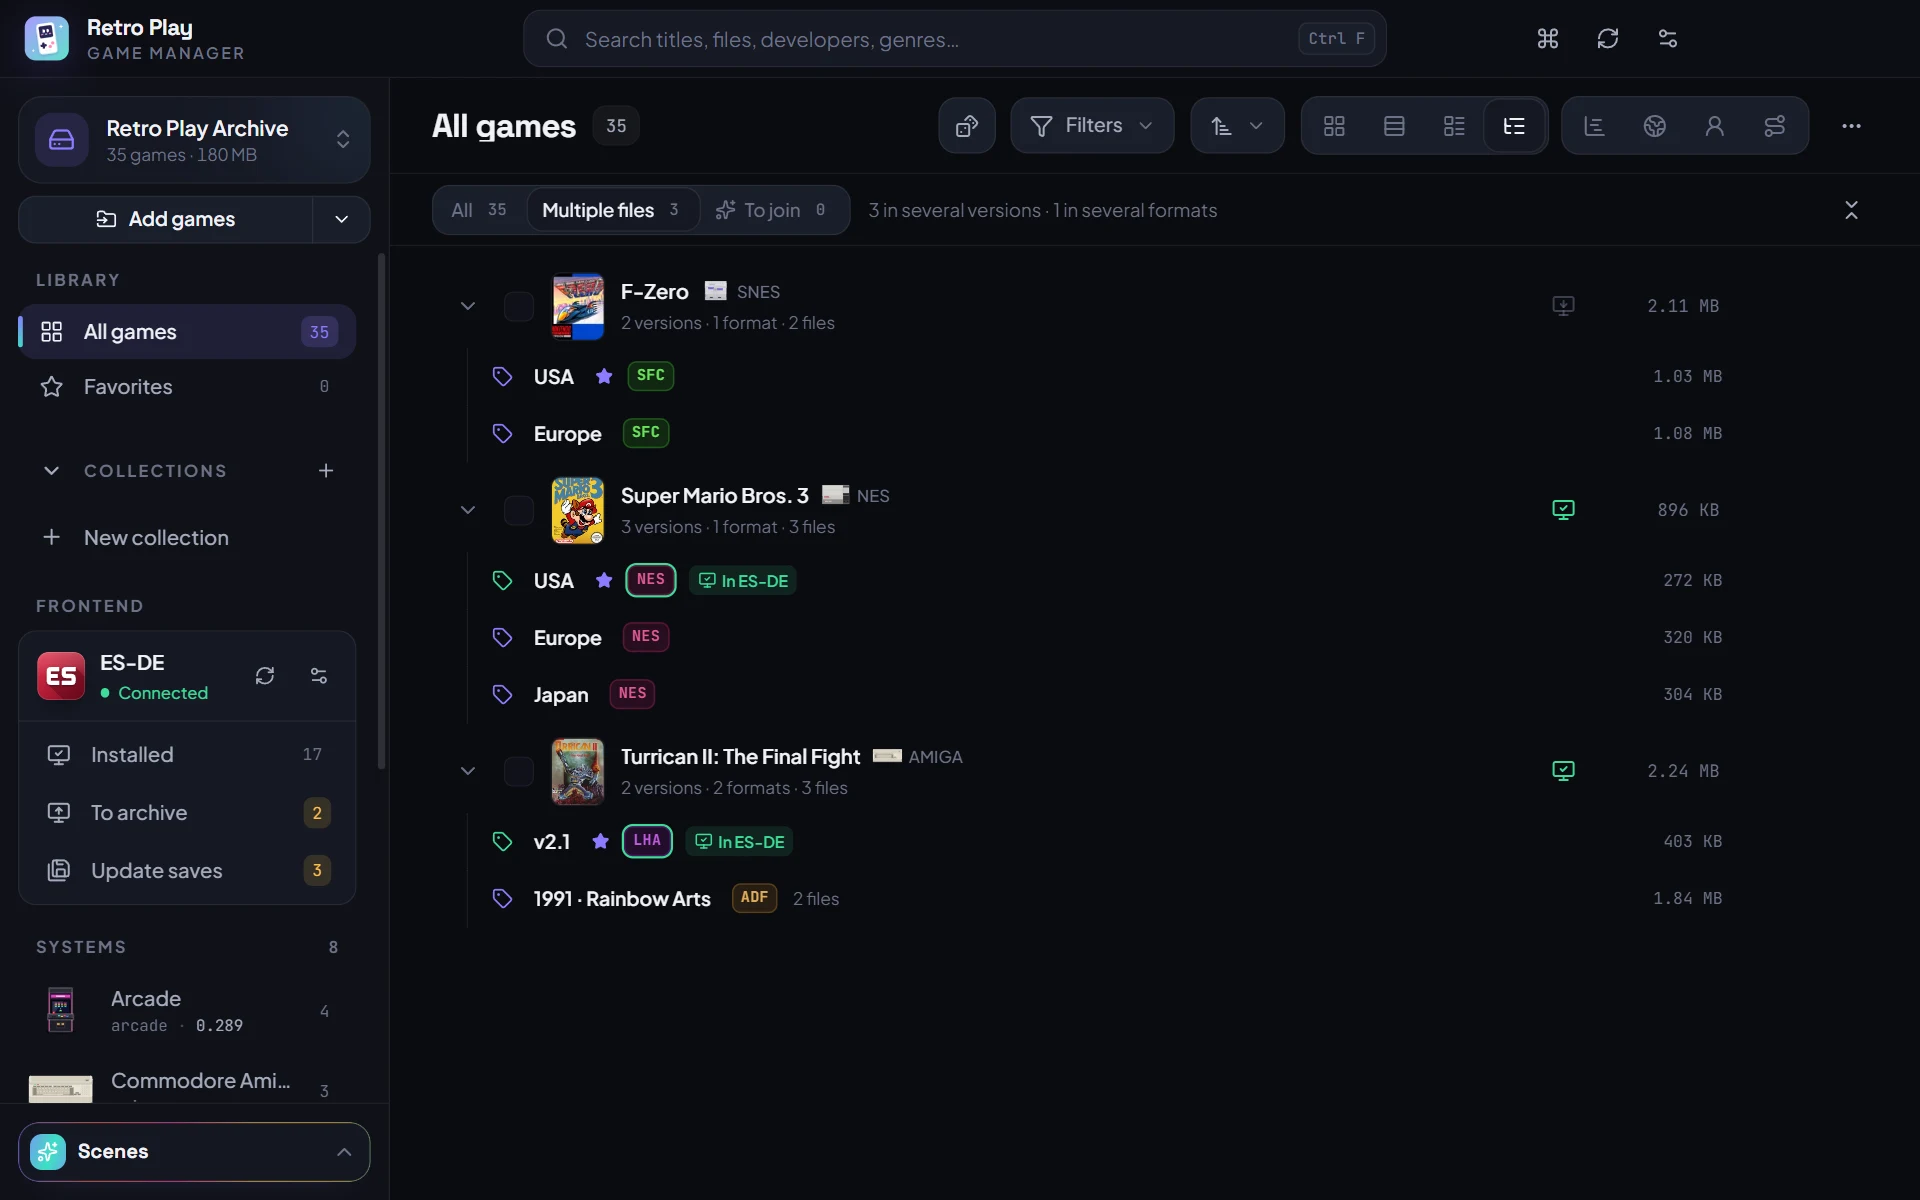 Retro Play
GAME MANAGER
Search titles, files, developers, genres...
Ctrl F
Retro Play Archive
35 games · 180 MB
Add games
LIBRARY
All games 35
Favorites 0
COLLECTIONS
New collection
FRONTEND
ES
ES-DE
Connected
Installed 17
To archive 2
Update saves 3
SYSTEMS 8
Arcade 4
arcade · 0.289
Commodore Ami... 3
Scenes
All games 35
Filters
All 35
Multiple files 3
To join 0
3 in several versions · 1 in several formats
F-Zero SNES
2 versions · 1 format · 2 files
2.11 MB
USA SFC 1.03 MB
Europe SFC 1.08 MB
SUPER MARIO 3
Super Mario Bros. 3 NES
3 versions · 1 format · 3 files
896 KB
USA NES In ES-DE 272 KB
Europe NES 320 KB
Japan NES 304 KB
Turrican II: The Final Fight AMIGA
2 versions · 2 formats · 3 files
2.24 MB
v2.1 LHA In ES-DE 403 KB
1991 · Rainbow Arts ADF 2 files 1.84 MB